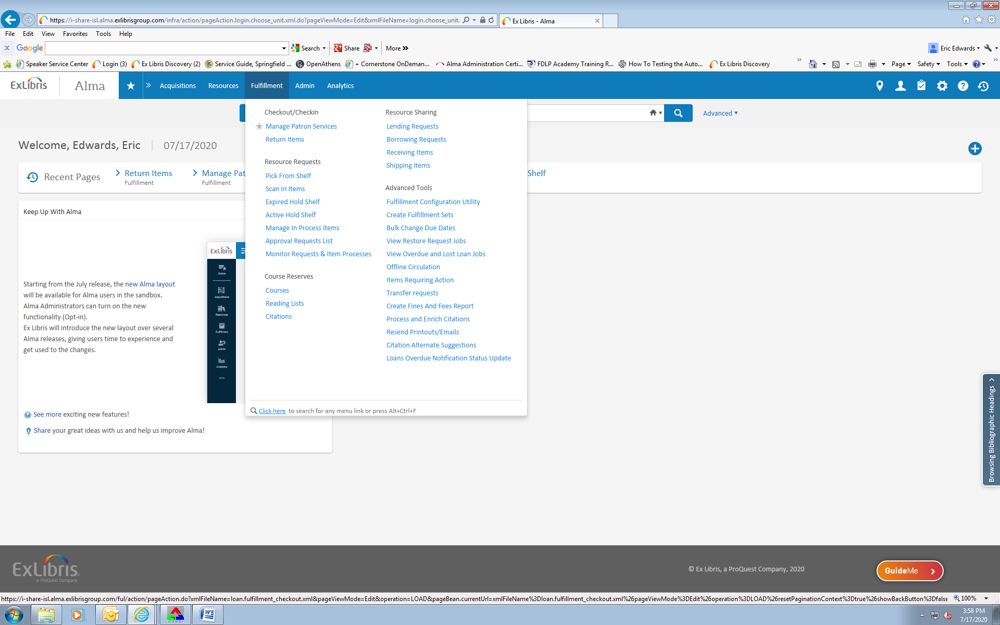 https://i-share-isl.alma.exlibrisgroup.com/infra/action/pageAction.login.choose_unit.xml.do?pageViewMode=Edit&xmlFileName=login.choose_unit.
Ex Libris - Alma
File Edit View Favorites Tools Help
x Google Search Share More »
Eric Edwards
Speaker Service Center Login (3) Ex Libris Discovery (2) Service Guide, Springfield ... OpenAthens + Cornerstone OnDeman... Alma Administration Certi... FDLP Academy Training R... How To Testing the Auto... Ex Libris Discovery
Page Safety Tools
ExLibris Alma Acquisitions Resources Fulfillment Admin Analytics
Advanced
Welcome, Edwards, Eric 07/17/2020
Recent Pages
Return Items
Fulfillment
Manage Pat
Fulfillment
Shelf
Checkout/Checkin
Manage Patron Services
Return Items
Resource Requests
Pick From Shelf
Scan In Items
Expired Hold Shelf
Active Hold Shelf
Manage In Process Items
Approval Requests List
Monitor Requests & Item Processes
Course Reserves
Courses
Reading Lists
Citations
Resource Sharing
Lending Requests
Borrowing Requests
Receiving Items
Shipping Items
Advanced Tools
Fulfillment Configuration Utility
Create Fulfillment Sets
Bulk Change Due Dates
View Restore Request Jobs
View Overdue and Lost Loan Jobs
Offline Circulation
Items Requiring Action
Transfer requests
Create Fines And Fees Report
Process and Enrich Citations
Resend Printouts/Emails
Citation Alternate Suggestions
Loans Overdue Notification Status Update
Click here to search for any menu link or press Alt+Ctrl+F
Keep Up With Alma
Starting from the July release, the new Alma layout
will be available for Alma users in the sandbox.
Alma Administrators can turn on the new
functionality (Opt-in).
Ex Libris will introduce the new layout over several
Alma releases, giving users time to experience and
get used to the changes.
ExLibris
Alma
Acquisitions
Resources
Fulfillment
Admin
Analytics
See more exciting new features!
Share your great ideas with us and help us improve Alma!
Browsing Bibliographic Headings
ExLibris
a ProQuest Company
© Ex Libris, a ProQuest Company, 2020
GuideMe
https://i-share-isl.alma.exlibrisgroup.com/ful/action/pageAction.do?xmlFileName=loan.fulfillment_checkout.xml&pageViewMode=Edit&operation=LOAD&pageBean.currentUrl=xmlFileName%3Dloan.fulfillment_checkout.xml%26pageViewMode%3DEdit%26operation%3DLOAD%26resetPaginationContext%3Dtrue%26showBackButton%3Dfalse
100%
CIRC
3:58 PM
7/17/2020